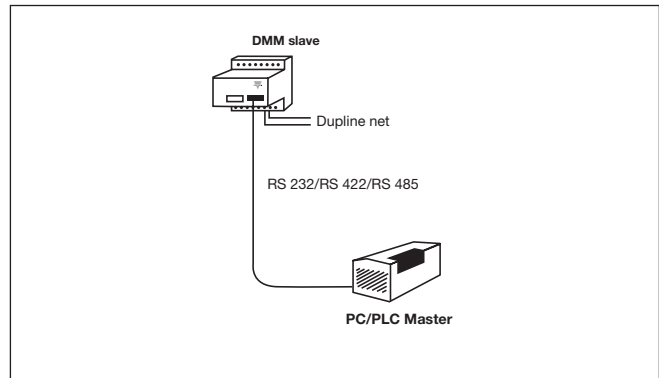 DMM slave
Dupline net
RS 232/RS 422/RS 485
PC/PLC Master